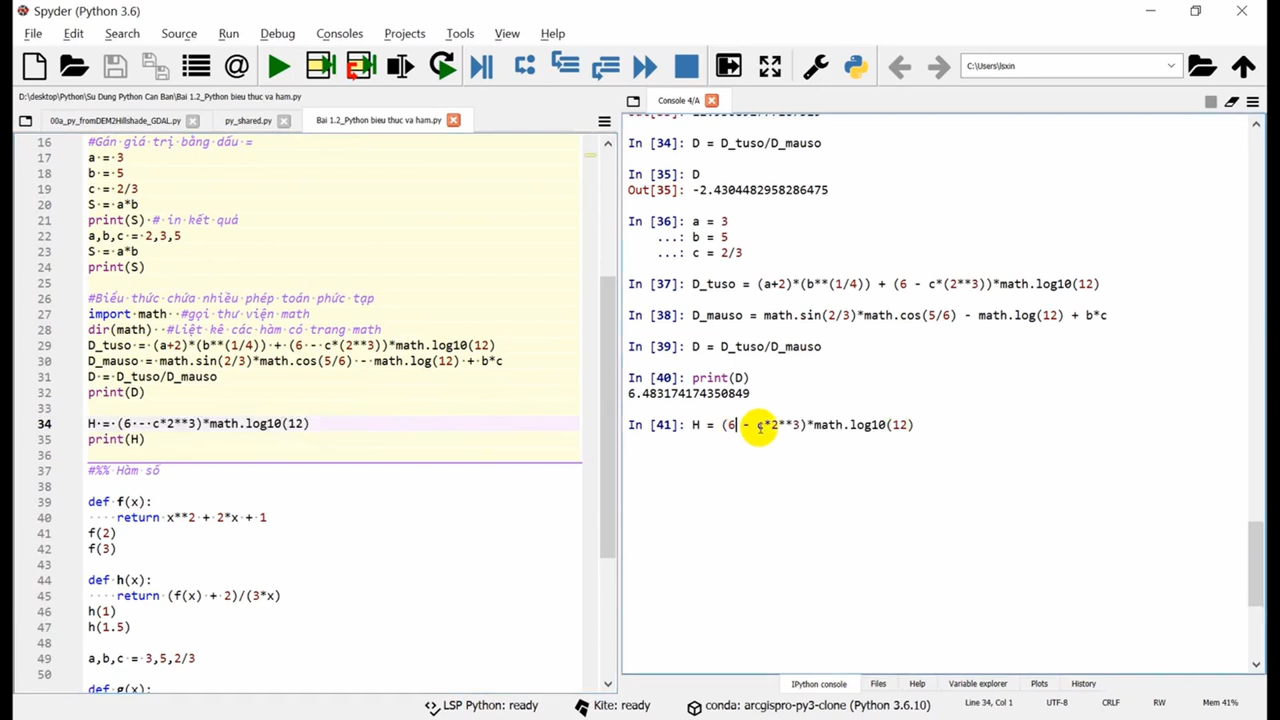 Spyder (Python 3.6)
File Edit Search Source Run Debug Consoles Projects Tools View Help
C:\Users\lsxin
D:\desktop\Python\Su Dung Python Can Ban\Bai 1.2_Python bieu thuc va ham.py
00a_py_fromDEM2Hillshade_GDAL.py py_shared.py Bai 1.2_Python bieu thuc va ham.py
16 #Gán giá trị bằng dấu =
17 a = 3
18 b = 5
19 c = 2/3
20 S = a*b
21 print(S) # in kết quả
22 a,b,c = 2,3,5
23 S = a*b
24 print(S)
25
26 #Biểu thức chứa nhiều phép toán phức tạp
27 import math #gọi thư viện math
28 dir(math) #liệt kê các hàm có trang math
29 D_tuso = (a+2)*(b**(1/4)) + (6 - c*(2**3))*math.log10(12)
30 D_mauso = math.sin(2/3)*math.cos(5/6) - math.log(12) + b*c
31 D = D_tuso/D_mauso
32 print(D)
33
34 H = (6 - c*2**3)*math.log10(12)
35 print(H)
36
37 #%% Hàm số
38
39 def f(x):
40 return x**2 + 2*x + 1
41 f(2)
42 f(3)
43
44 def h(x):
45 return (f(x) + 2)/(3*x)
46 h(1)
47 h(1.5)
48
49 a,b,c = 3,5,2/3
50
def g(x):
Console 4/A
In [34]: D = D_tuso/D_mauso
In [35]: D
Out[35]: -2.4304482958286475
In [36]: a = 3
...: b = 5
...: c = 2/3
In [37]: D_tuso = (a+2)*(b**(1/4)) + (6 - c*(2**3))*math.log10(12)
In [38]: D_mauso = math.sin(2/3)*math.cos(5/6) - math.log(12) + b*c
In [39]: D = D_tuso/D_mauso
In [40]: print(D)
6.483174174350849
In [41]: H = (6 - c*2**3)*math.log10(12)
IPython console Files Help Variable explorer Plots History
LSP Python: ready Kite: ready conda: arcgispro-py3-clone (Python 3.6.10) Line 34, Col 1 UTF-8 CRLF RW Mem 41%